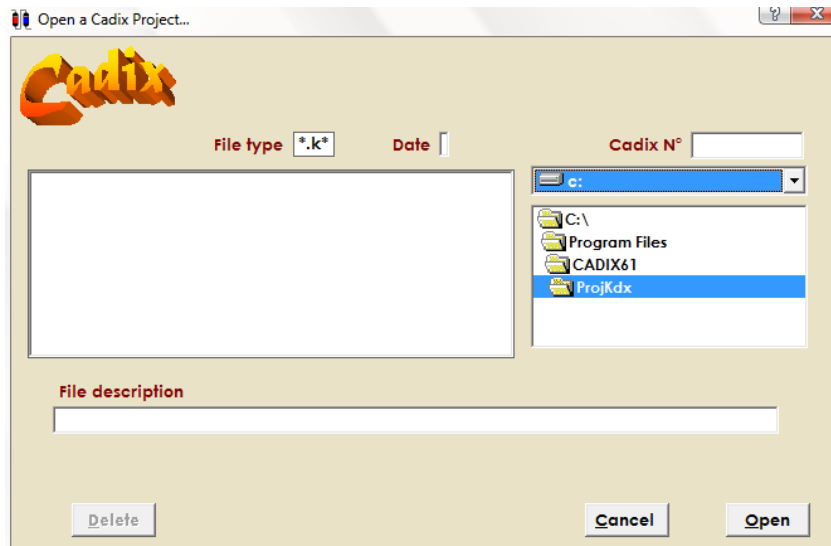 Open a Cadix Project...
Cadix
File type *.k* Date Cadix N°
c:
C:\
Program Files
CADIX61
ProjKdx
File description
Delete Cancel Open